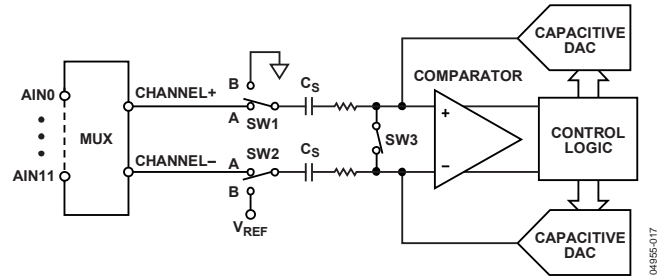 CAPACITIVE
DAC
B
CS
COMPARATOR
AIN0
CHANNEL+
A
SW1
+
MUX
CS
SW3
CONTROL
LOGIC
CHANNEL–
A
SW2
–
AIN11
B
VREF
CAPACITIVE
DAC
04955-017